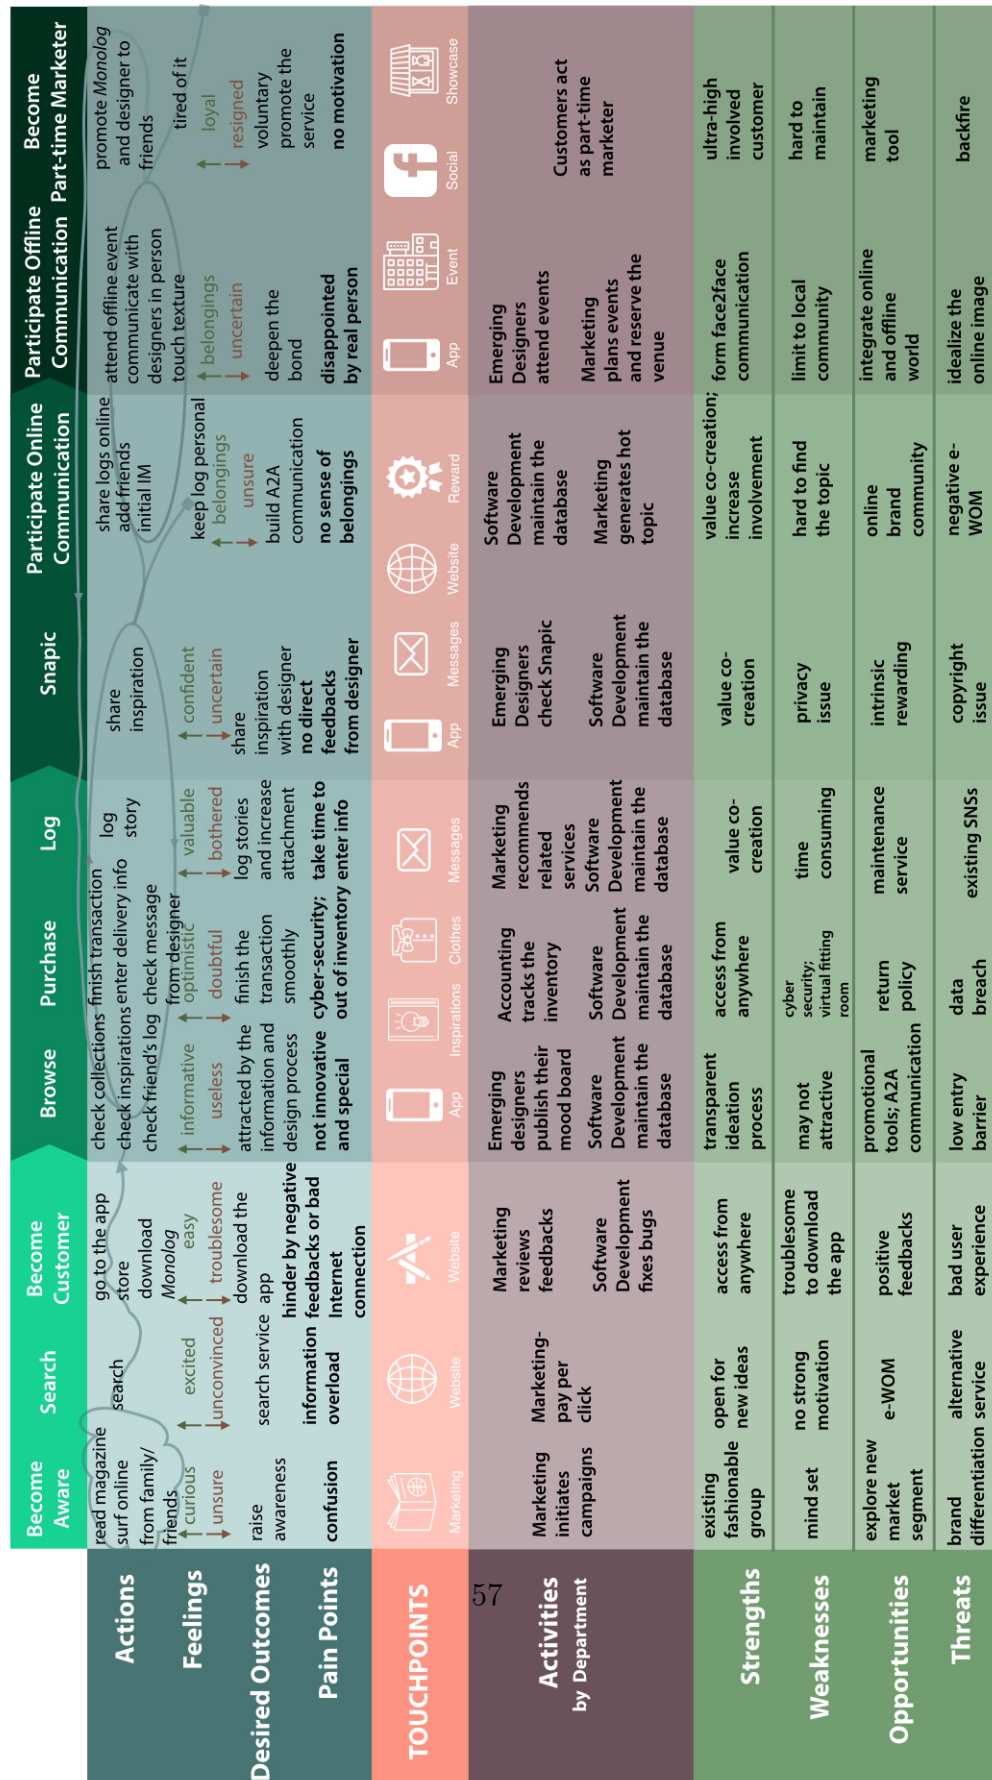 Become
Aware
Search
Become
Customer
Browse
Purchase
Log
Snapic
Participate Online
Communication
Participate Offline
Communication
Become
Part-time Marketer
Actions
read magazine
surf online
from family/
friends
search
go to the app
store
download
Monolog
check collections
check inspirations
check friend's log
finish transaction
enter delivery info
check message
from designer
log
story
share
inspiration
share logs online
add friends
initial IM
keep log personal
attend offline event
communicate with
designers in person
touch texture
promote Monolog
and designer to
friends
tired of it
Feelings
curious
unsure
excited
unconvinced
easy
troublesome
informative
useless
optimistic
doubtful
valuable
bothered
confident
uncertain
belongings
unsure
belongings
uncertain
loyal
resigned
Desired Outcomes
raise
awareness
search service
download the
app
attracted by the
information and
design process
finish the
transaction
smoothly
log stories
and increase
attachment
share
inspiration
with designer
build A2A
communication
deepen the
bond
voluntary
promote the
service
Pain Points
confusion
information
overload
hinder by negative
feedbacks or bad
Internet
connection
not innovative
and special
cyber-security;
out of inventory
take time to
enter info
no direct
feedbacks
from designer
no sense of
belongings
disappointed
by real person
no motivation
TOUCHPOINTS
Marketing
Website
Website
App
Inspirations
Clothes
Messages
App
Messages
Website
Reward
App
Event
Social
Showcase
Activities
by Department
Marketing
initiates
campaigns
Marketing-
pay per
click
Marketing
reviews
feedbacks
Software
Development
fixes bugs
Emerging
designers
publish their
mood board
Software
Development
maintain the
database
Accounting
tracks the
inventory
Software
Development
maintain the
database
Marketing
recommends
related
services
Software
Development
maintain the
database
Emerging
Designers
check Snapic
Software
Development
maintain the
database
Software
Development
maintain the
database
Marketing
generates hot
topic
Emerging
Designers
attend events
Marketing
plans events
and reserve the
venue
Customers act
as part-time
marketer
57
Strengths
existing
fashionable
group
open for
new ideas
access from
anywhere
transparent
ideation
process
access from
anywhere
value co-
creation
value co-
creation
value co-creation;
increase
involvement
form face2face
communication
ultra-high
involved
customer
Weaknesses
mind set
no strong
motivation
troublesome
to download
the app
may not
attractive
cyber
security;
virtual fitting
room
time
consuming
privacy
issue
hard to find
the topic
limit to local
community
hard to
maintain
Opportunities
explore new
market
segment
e-WOM
positive
feedbacks
promotional
tools; A2A
communication
return
policy
maintenance
service
intrinsic
rewarding
online
brand
community
integrate online
and offline
world
marketing
tool
Threats
brand
differentiation
alternative
service
bad user
experience
low entry
barrier
data
breach
existing SNSs
copyright
issue
negative e-
WOM
idealize the
online image
backfire